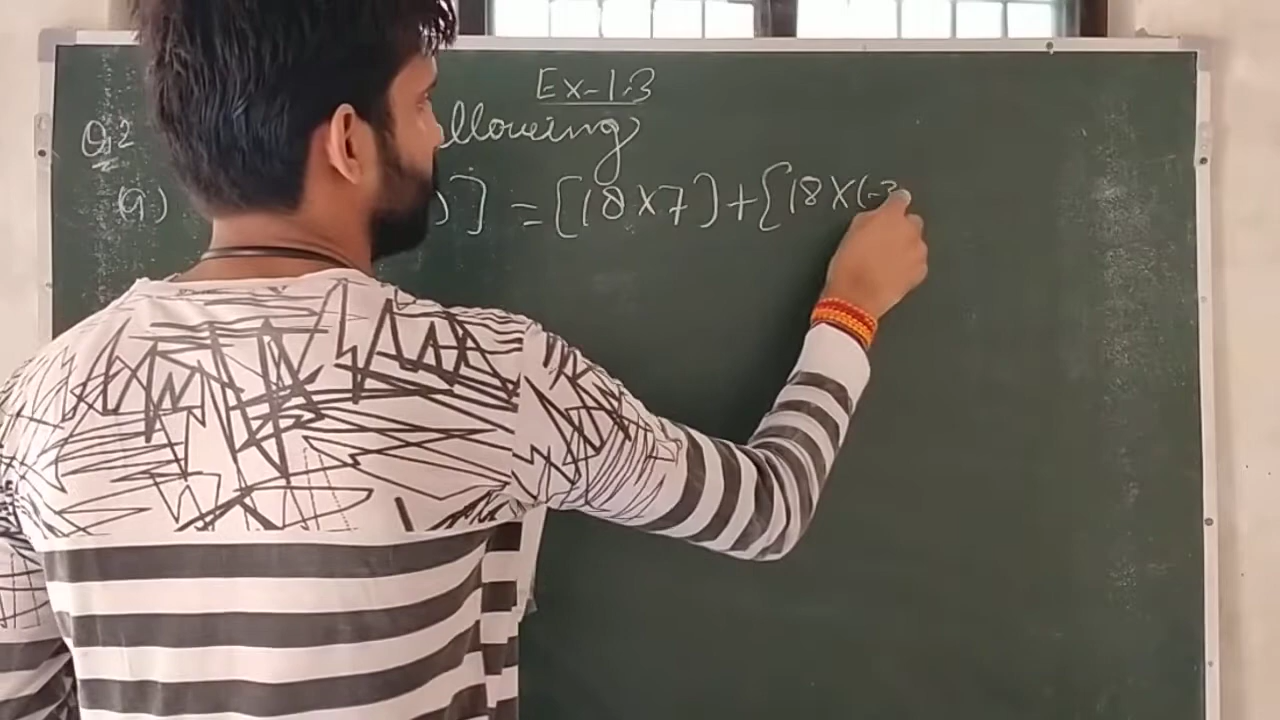 Ex-1.3
Q.2 llowing
(a) )] = [18×7]+[18×(-3